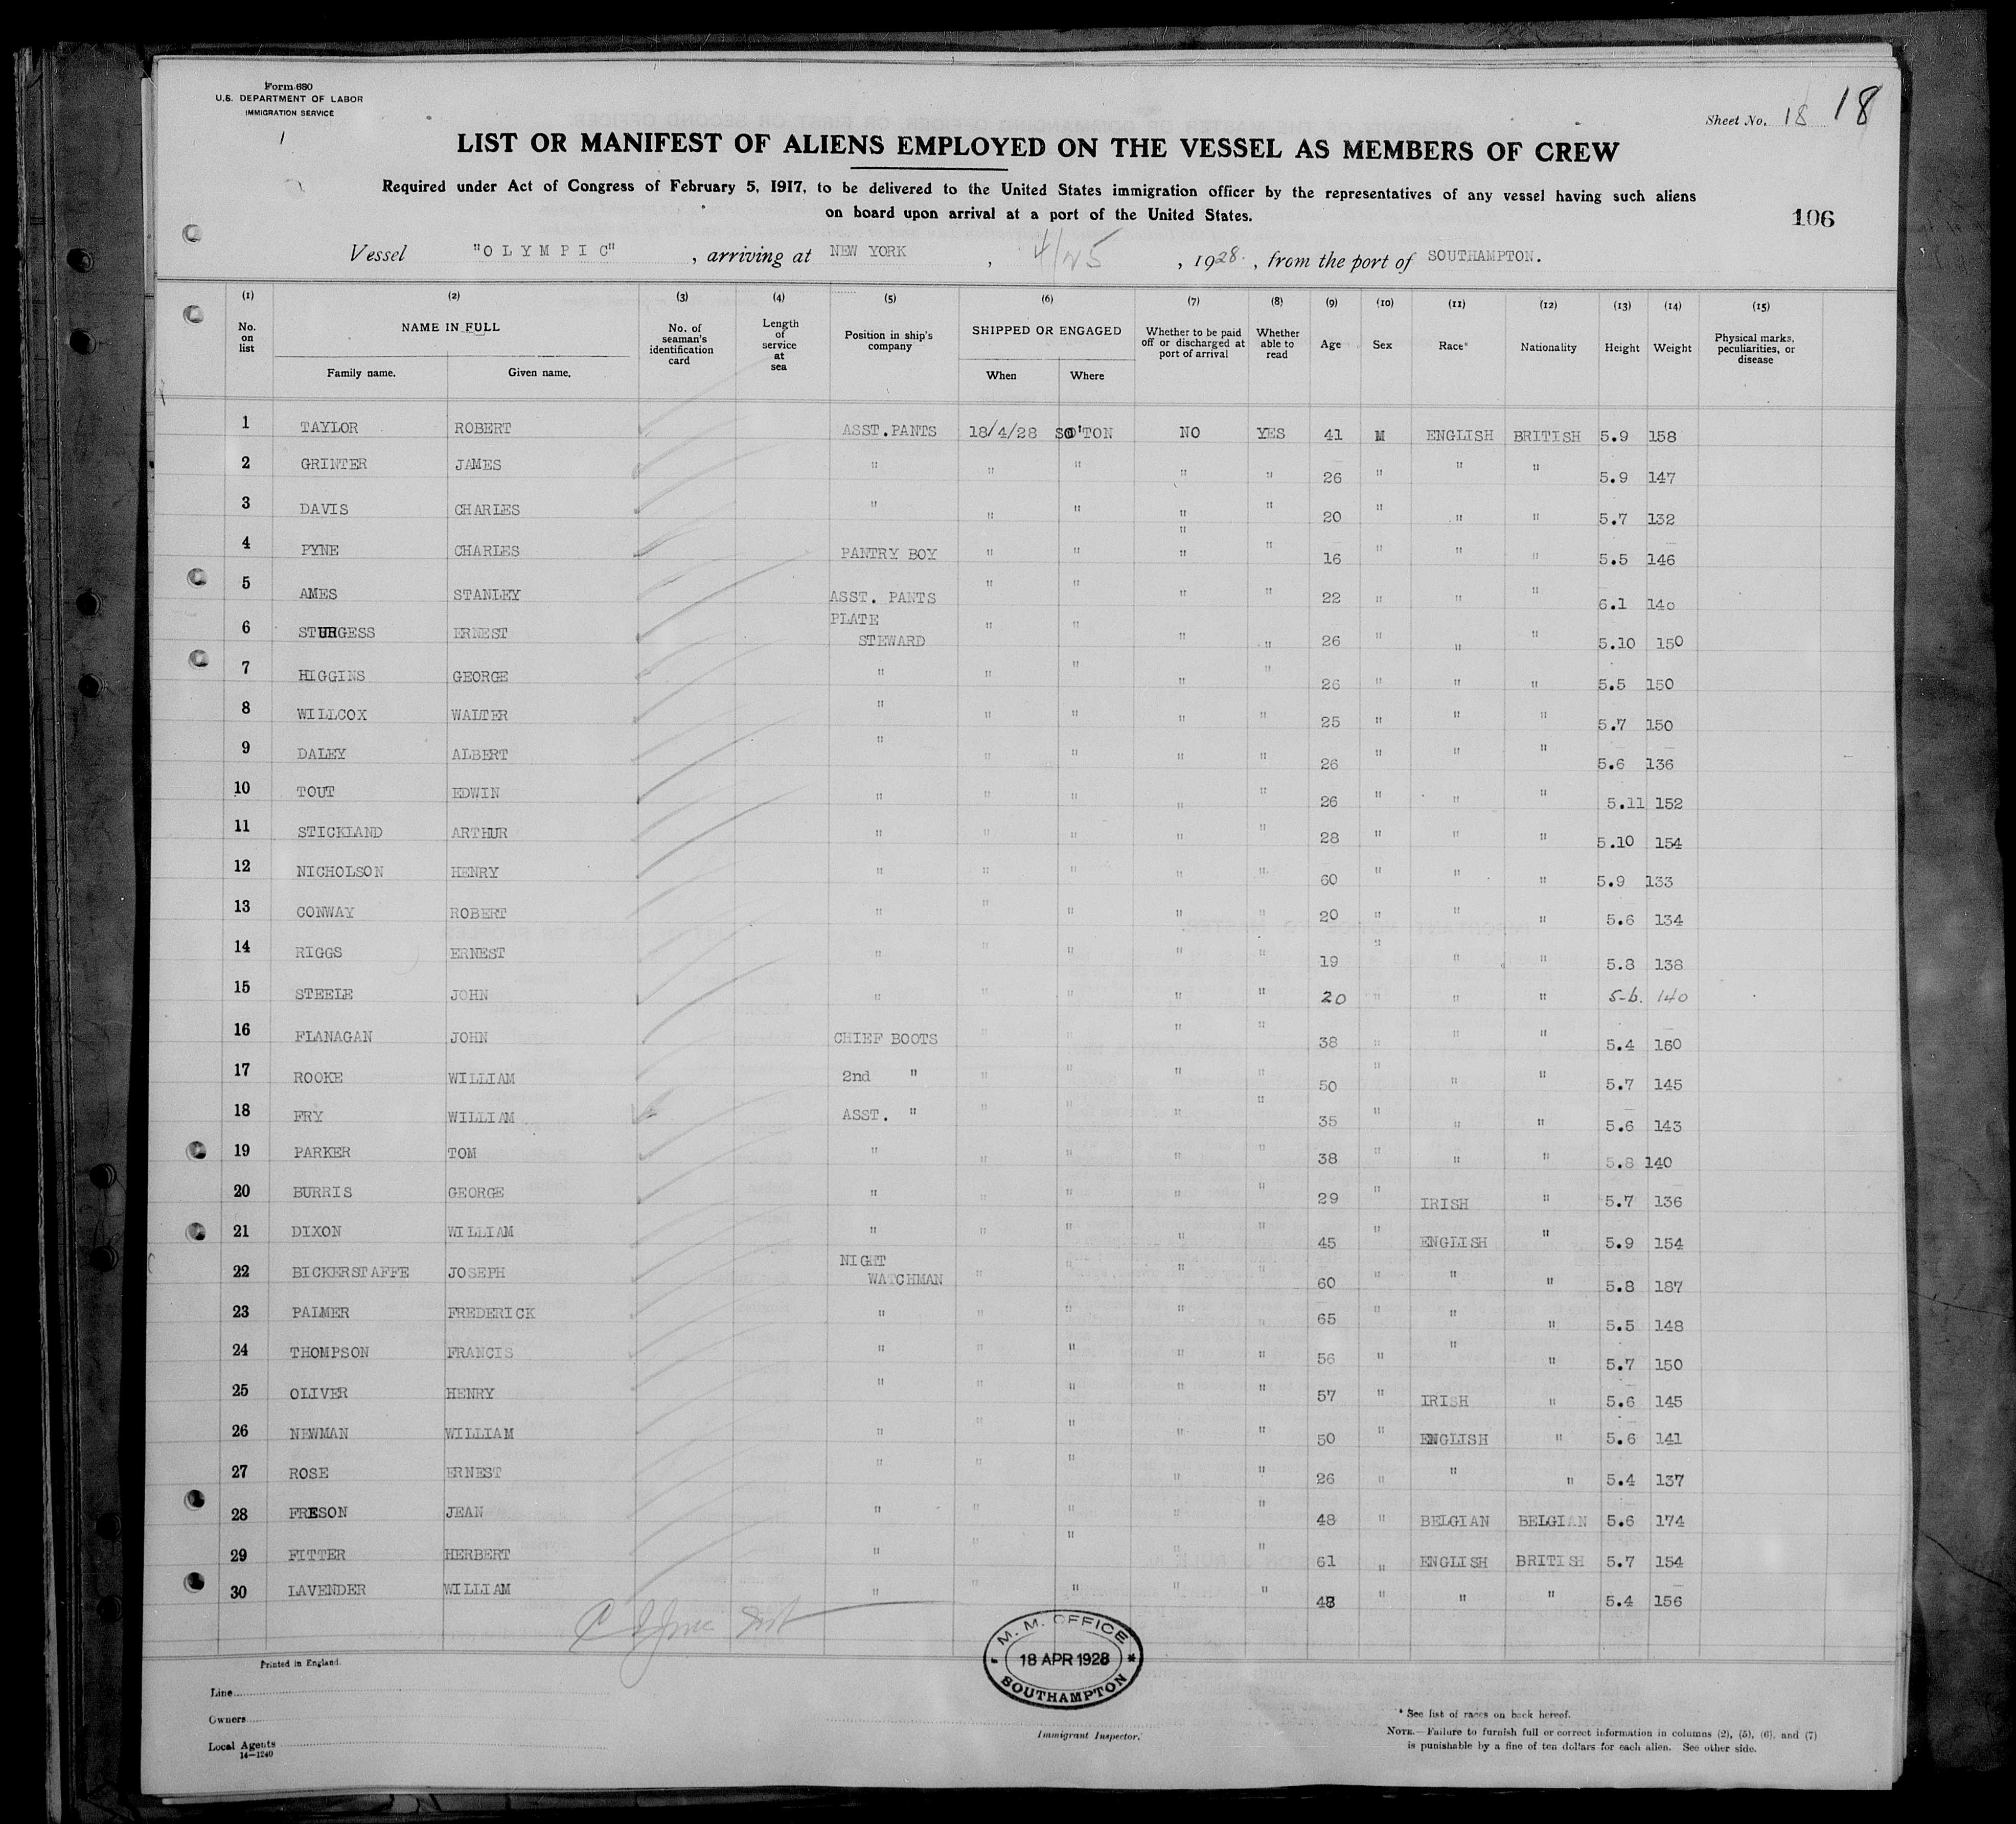 Form 680
U.S. DEPARTMENT OF LABOR
IMMIGRATION SERVICE
Sheet No. 18 18
LIST OR MANIFEST OF ALIENS EMPLOYED ON THE VESSEL AS MEMBERS OF CREW
Required under Act of Congress of February 5, 1917, to be delivered to the United States immigration officer by the representatives of any vessel having such aliens
on board upon arrival at a port of the United States.
106
Vessel "OLYMPIC", arriving at NEW YORK, 4/25, 1928., from the port of SOUTHAMPTON.
(1) (2) (3) (4) (5) (6) (7) (8) (9) (10) (11) (12) (13) (14) (15)
No. on list NAME IN FULL Family name. Given name. No. of seaman's identification card Length of service at sea Position in ship's company SHIPPED OR ENGAGED When Where Whether to be paid off or discharged at port of arrival Whether able to read Age Sex Race* Nationality Height Weight Physical marks, peculiarities, or disease
1 TAYLOR ROBERT ASST.PANTS 18/4/28 SO'TON NO YES 41 M ENGLISH BRITISH 5.9 158
2 GRINTER JAMES " " " " " 26 " " " 5.9 147
3 DAVIS CHARLES " " " " " 20 " " " 5.7 132
4 PYNE CHARLES PANTRY BOY " " " " 16 " " " 5.5 146
5 AMES STANLEY ASST. PANTS " " " " 22 " " " 6.1 140
6 STURGESS ERNEST PLATE STEWARD " " " " 26 " " " 5.10 150
7 HIGGINS GEORGE " " " " " 26 " " " 5.5 150
8 WILLCOX WALTER " " " " " 25 " " " 5.7 150
9 DALEY ALBERT " " " " " 26 " " " 5.6 136
10 TOUT EDWIN " " " " " 26 " " " 5.11 152
11 STICKLAND ARTHUR " " " " " 28 " " " 5.10 154
12 NICHOLSON HENRY " " " " " 60 " " " 5.9 133
13 CONWAY ROBERT " " " " " 20 " " " 5.6 134
14 RIGGS ERNEST " " " " " 19 " " " 5.8 138
15 STEELE JOHN " " " " " 20 " " " 5-6. 140
16 FLANAGAN JOHN CHIEF BOOTS " " " " 38 " " " 5.4 150
17 ROOKE WILLIAM 2nd " " " " " 50 " " " 5.7 145
18 FRY WILLIAM ASST. " " " " " 35 " " " 5.6 143
19 PARKER TOM " " " " " 38 " " " 5.8 140
20 BURRIS GEORGE " " " " " 29 " IRISH " 5.7 136
21 DIXON WILLIAM " " " " " 45 " ENGLISH " 5.9 154
22 BICKERSTAFFE JOSEPH NIGHT WATCHMAN " " " " 60 " " " 5.8 187
23 PALMER FREDERICK " " " " " 65 " " " 5.5 148
24 THOMPSON FRANCIS " " " " " 56 " " " 5.7 150
25 OLIVER HENRY " " " " " 57 " IRISH " 5.6 145
26 NEWMAN WILLIAM " " " " " 50 " ENGLISH " 5.6 141
27 ROSE ERNEST " " " " " 26 " " " 5.4 137
28 FRESON JEAN " " " " " 48 " BELGIAN BELGIAN 5.6 174
29 FITTER HERBERT " " " " " 61 " ENGLISH BRITISH 5.7 154
30 LAVENDER WILLIAM " " " " " 48 " " " 5.4 156
M. M. OFFICE
18 APR 1928
SOUTHAMPTON
Printed in England.
Line
Owners
Local Agents
14—1240
Immigrant Inspector.
* See list of races on back hereof.
NOTE.—Failure to furnish full or correct information in columns (2), (5), (6), and (7)
is punishable by a fine of ten dollars for each alien. See other side.